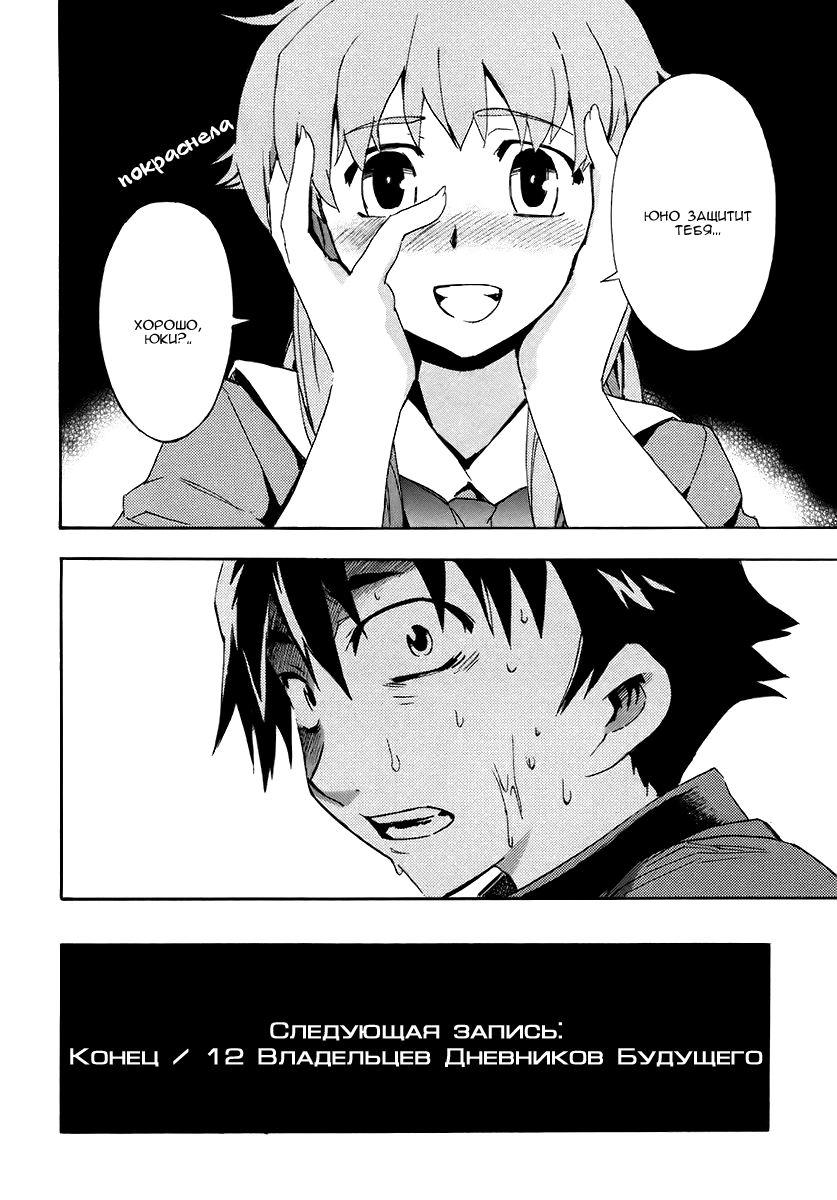 ЮНО ЗАЩИТИТ
ТЕБЯ...
покраснела
ХОРОШО,
ЮКИ?..
Следующая запись:
Конец / 12 Владельцев Дневников Будущего